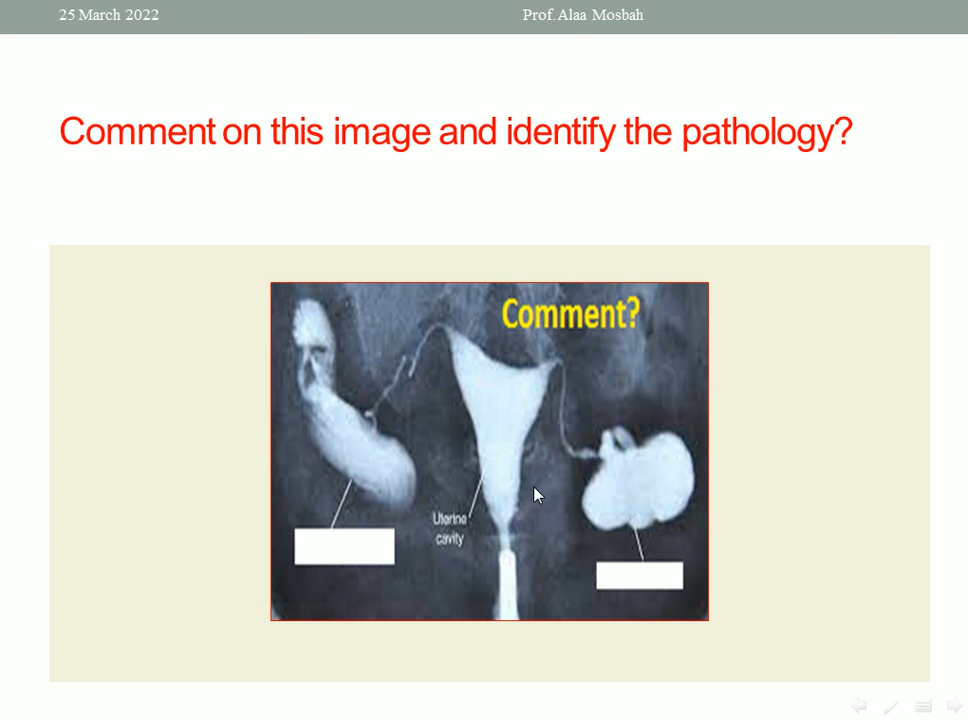 25 March 2022
Prof. Alaa Mosbah
Comment on this image and identify the pathology?
Comment?
Uterine
cavity